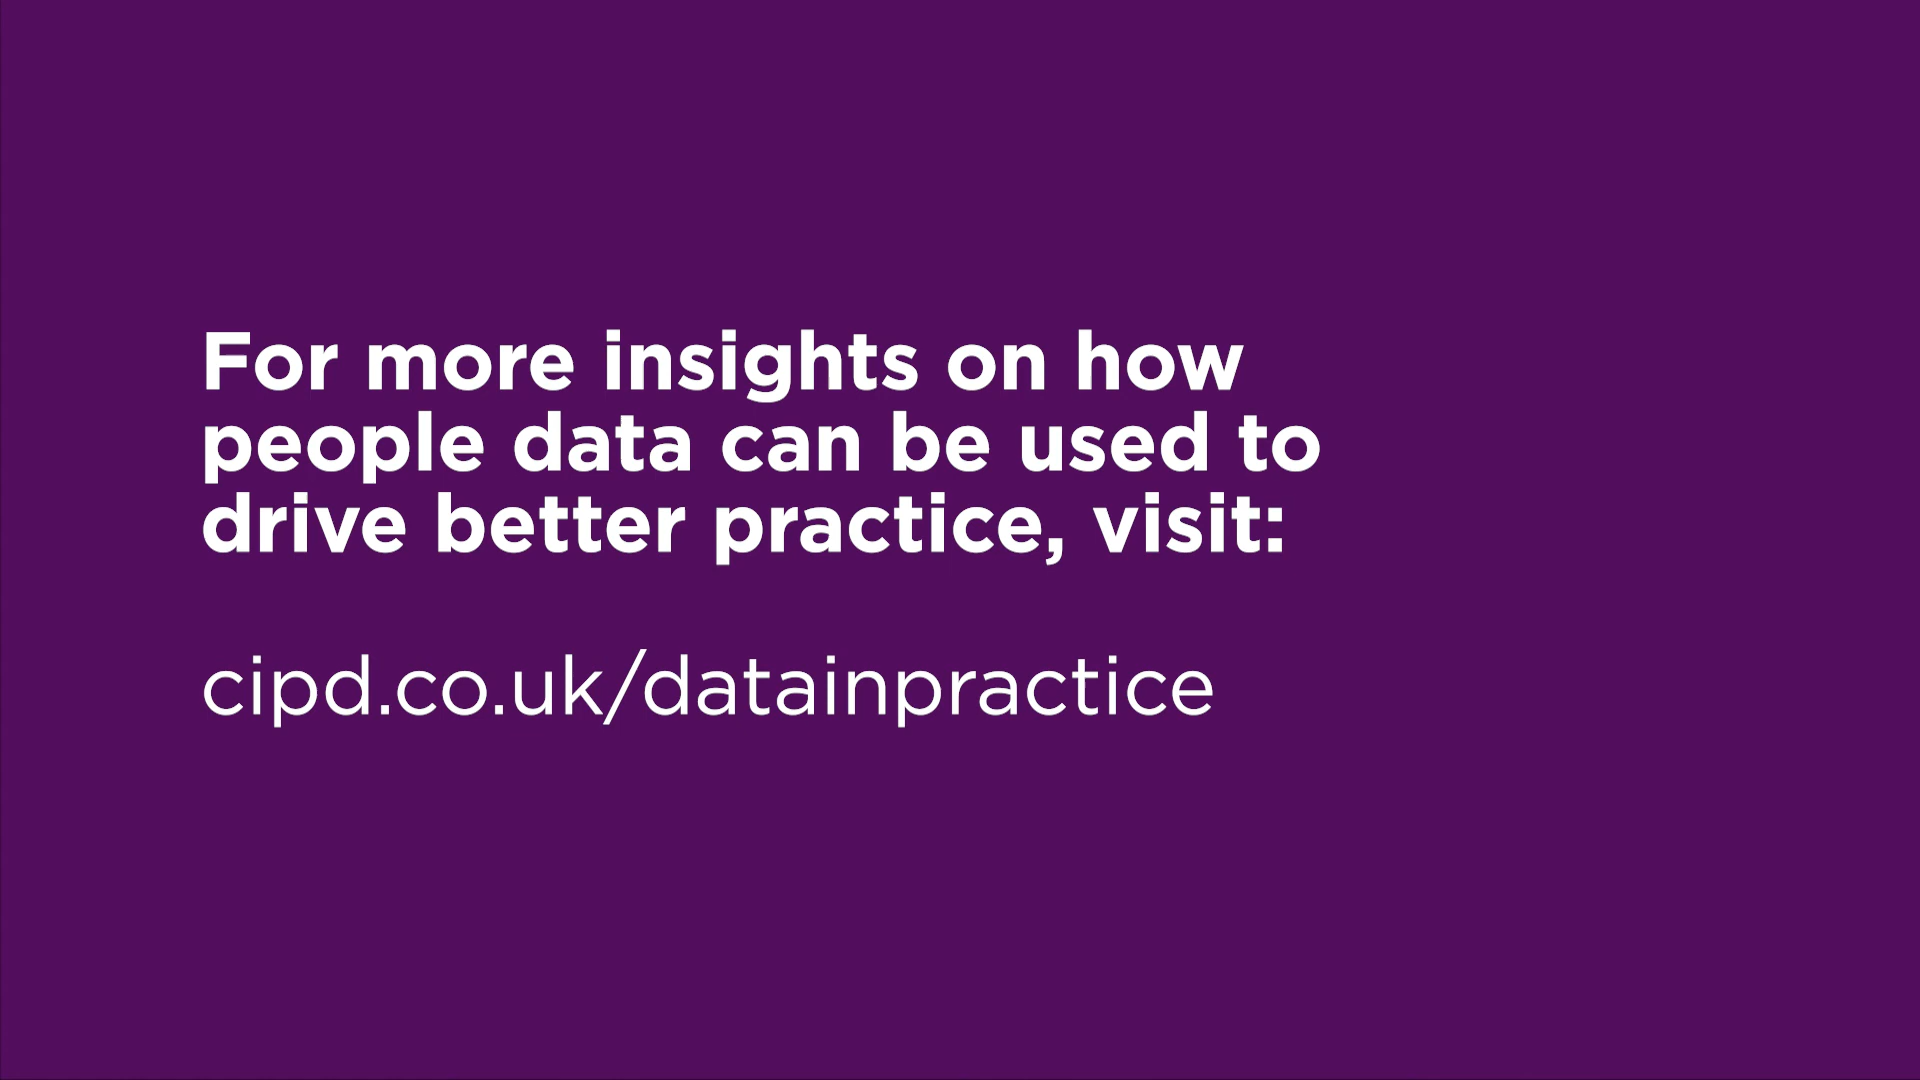 For more insights on how
people data can be used to
drive better practice, visit:
cipd.co.uk/datainpractice